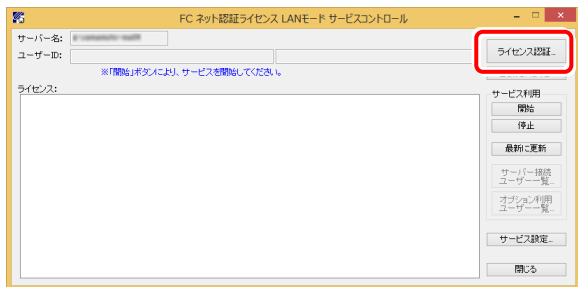 FC ネット認証ライセンス LANモード サービスコントロール
サーバー名:
ユーザーID:
ライセンス認証...
※「開始」ボタンにより、サービスを開始してください。
ライセンス:
サービス利用
開始
停止
最新に更新
サーバー接続
ユーザー一覧...
オプション利用
ユーザー一覧...
サービス設定...
閉じる